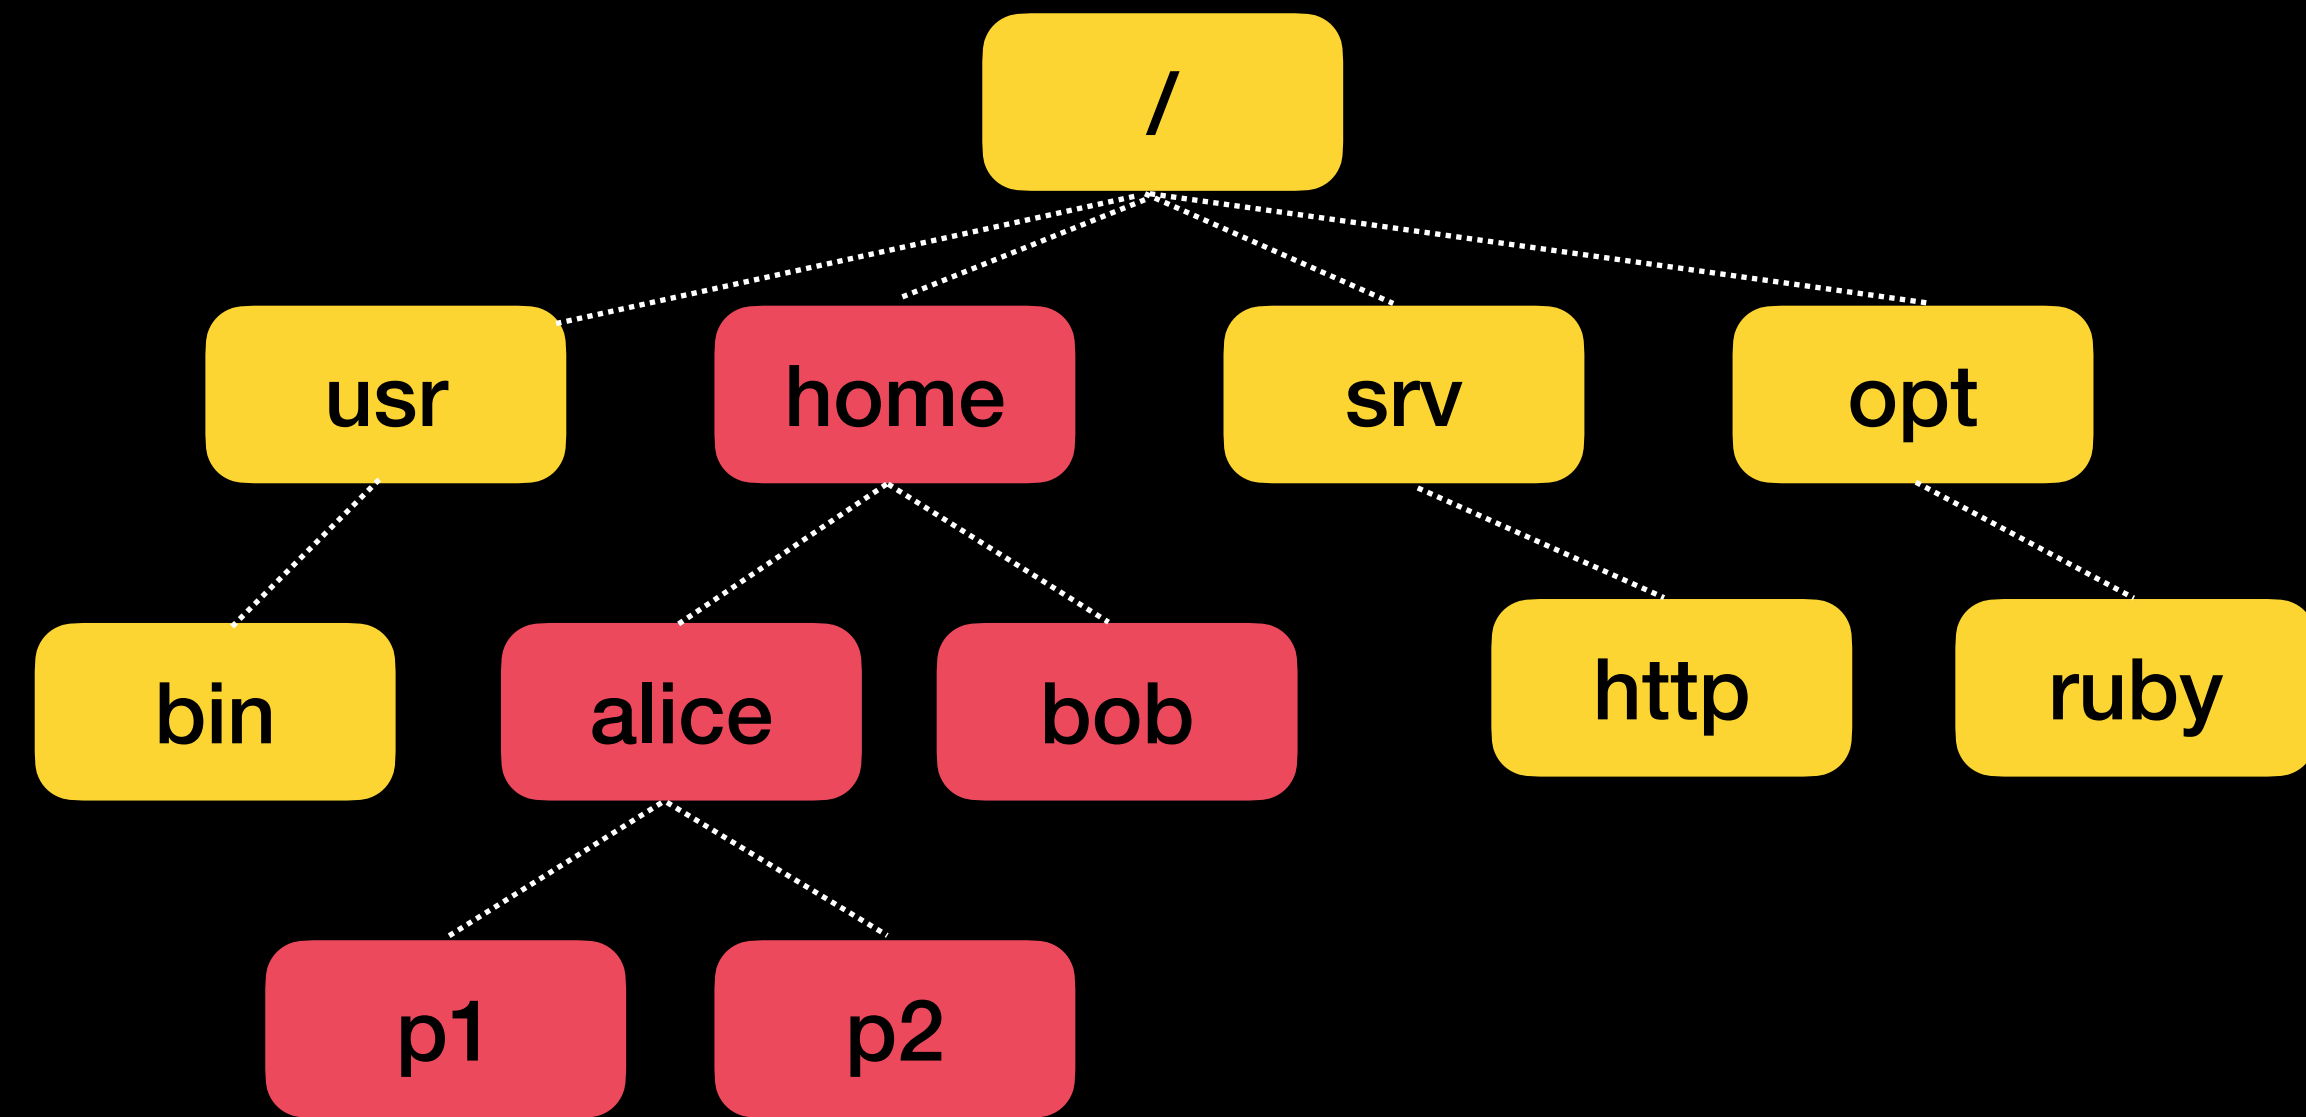 /
usr
home
srv
opt
bin
alice
bob
http
ruby
p1
p2